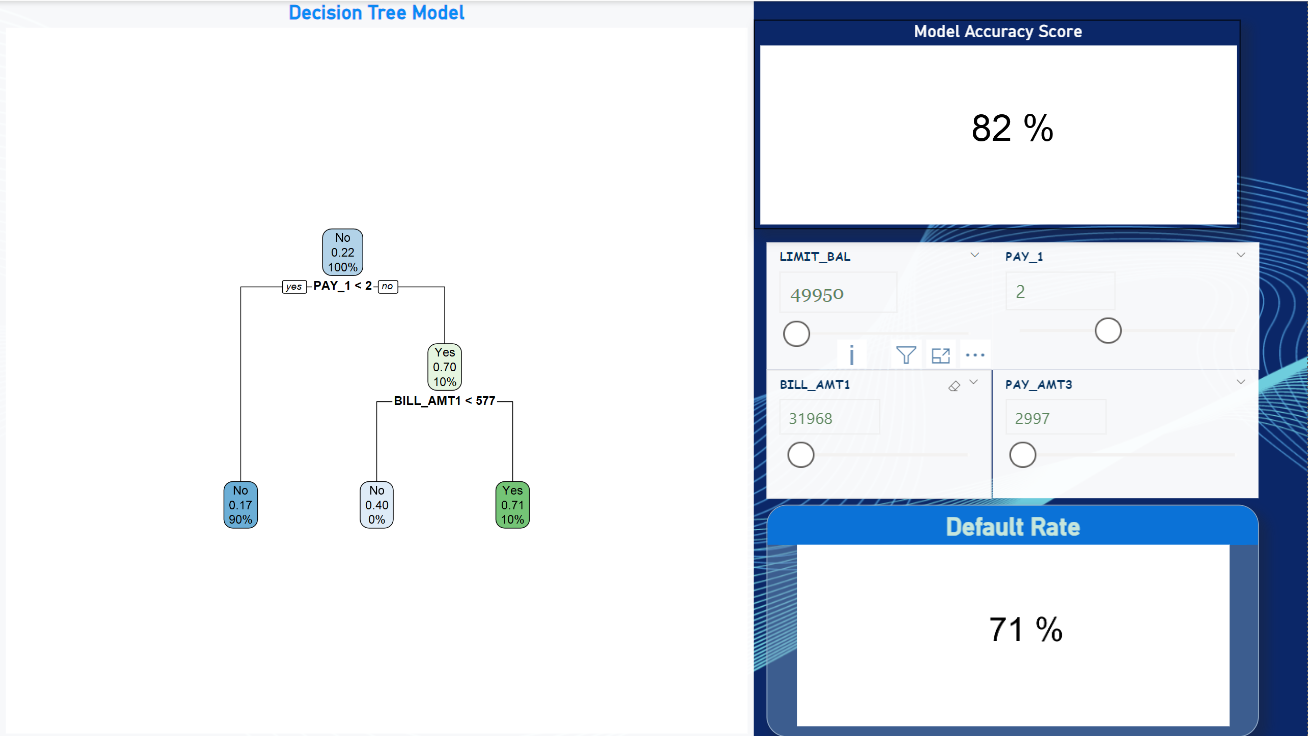 Decision Tree Model
No
0.22
100%
yes PAY_1 < 2 no
Yes
0.70
10%
BILL_AMT1 < 577
No
0.17
90%
No
0.40
0%
Yes
0.71
10%
Model Accuracy Score
82 %
LIMIT_BAL
49950
PAY_1
2
BILL_AMT1
31968
PAY_AMT3
2997
Default Rate
71 %